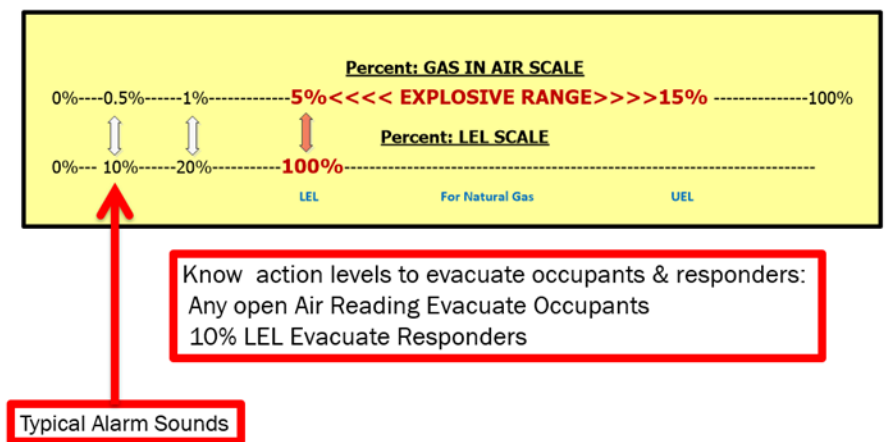 Percent: GAS IN AIR SCALE
0%----0.5%------1%------------5%<<<< EXPLOSIVE RANGE>>>>15% --------------100%
Percent: LEL SCALE
0%--- 10%------20%-----------100%-----------------------------------------------------------------
LEL For Natural Gas UEL
Know action levels to evacuate occupants & responders:
Any open Air Reading Evacuate Occupants
10% LEL Evacuate Responders
Typical Alarm Sounds